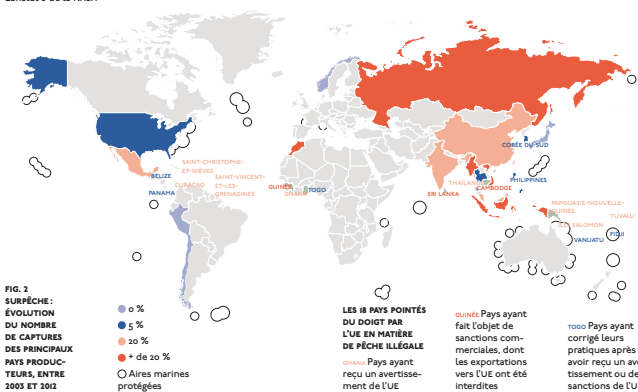 CORÉE DU SUD
SAINT-CHRISTOPHE-
ET-NIÈVES
BELIZE
SAINT-VINCENT-
ET-LES-
GRENADINES
CURAÇAO
PANAMA
GUINÉE
GHANA
TOGO
THAÏLANDE
CAMBODGE
PHILIPPINES
SRI LANKA
PAPOUASIE-NOUVELLE-
GUINÉE
TUVALU
SALOMON
FIDJI
VANUATU
FIG. 2
SURPÊCHE :
ÉVOLUTION
DU NOMBRE
DE CAPTURES
DES PRINCIPAUX
PAYS PRODUC-
TEURS, ENTRE
2003 ET 2012
0 %
5 %
20 %
+ de 20 %
Aires marines
protégées
LES 18 PAYS POINTÉS
DU DOIGT PAR
L'UE EN MATIÈRE
DE PÊCHE ILLÉGALE
GHANA Pays ayant
reçu un avertisse-
ment de l'UE
GUINÉE Pays ayant
fait l'objet de
sanctions com-
merciales, dont
les exportations
vers l'UE ont été
interdites
TOGO Pays ayant
corrigé leurs
pratiques après
avoir reçu un
tissement ou de
sanctions de